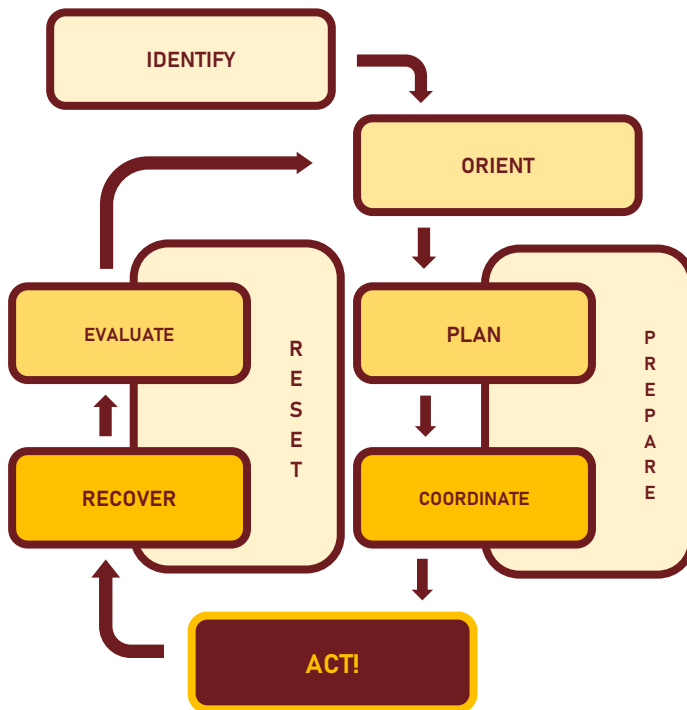 IDENTIFY
ORIENT
EVALUATE
RESET
PLAN
PREPARE
RECOVER
COORDINATE
ACT!